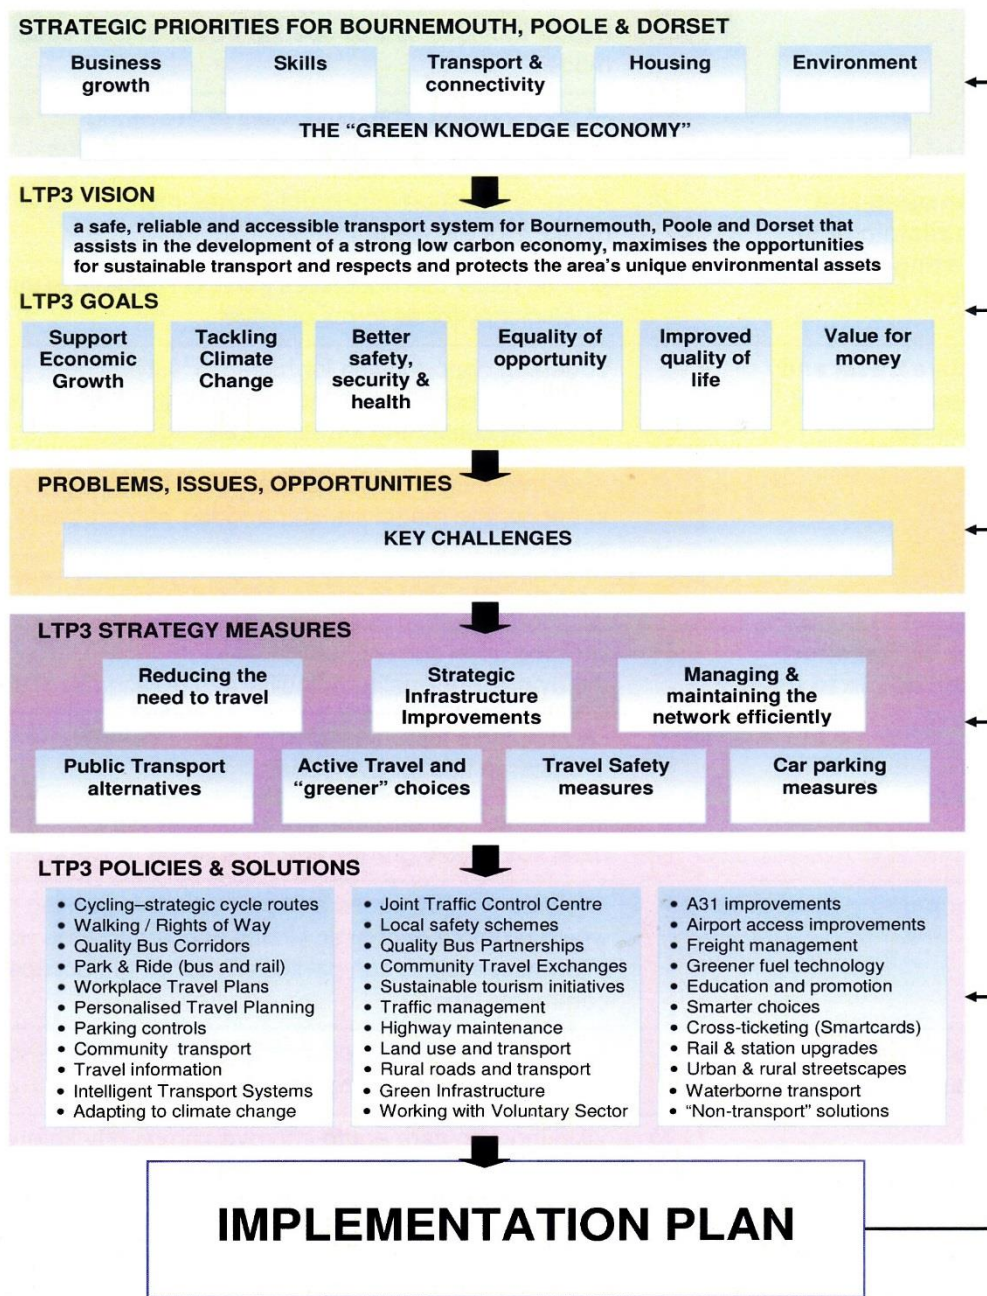 STRATEGIC PRIORITIES FOR BOURNEMOUTH, POOLE & DORSET
Business
growth
Skills
Transport &
connectivity
Housing
Environment
THE “GREEN KNOWLEDGE ECONOMY”
LTP3 VISION
a safe, reliable and accessible transport system for Bournemouth, Poole and Dorset that
assists in the development of a strong low carbon economy, maximises the opportunities
for sustainable transport and respects and protects the area’s unique environmental assets
LTP3 GOALS
Support
Economic
Growth
Tackling
Climate
Change
Better
safety,
security &
health
Equality of
opportunity
Improved
quality of
life
Value for
money
PROBLEMS, ISSUES, OPPORTUNITIES
KEY CHALLENGES
LTP3 STRATEGY MEASURES
Reducing the
need to travel
Strategic
Infrastructure
Improvements
Managing &
maintaining the
network efficiently
Public Transport
alternatives
Active Travel and
“greener” choices
Travel Safety
measures
Car parking
measures
LTP3 POLICIES & SOLUTIONS
• Cycling–strategic cycle routes
• Walking / Rights of Way
• Quality Bus Corridors
• Park & Ride (bus and rail)
• Workplace Travel Plans
• Personalised Travel Planning
• Parking controls
• Community transport
• Travel information
• Intelligent Transport Systems
• Adapting to climate change
• Joint Traffic Control Centre
• Local safety schemes
• Quality Bus Partnerships
• Community Travel Exchanges
• Sustainable tourism initiatives
• Traffic management
• Highway maintenance
• Land use and transport
• Rural roads and transport
• Green Infrastructure
• Working with Voluntary Sector
• A31 improvements
• Airport access improvements
• Freight management
• Greener fuel technology
• Education and promotion
• Smarter choices
• Cross-ticketing (Smartcards)
• Rail & station upgrades
• Urban & rural streetscapes
• Waterborne transport
• “Non-transport” solutions
IMPLEMENTATION PLAN